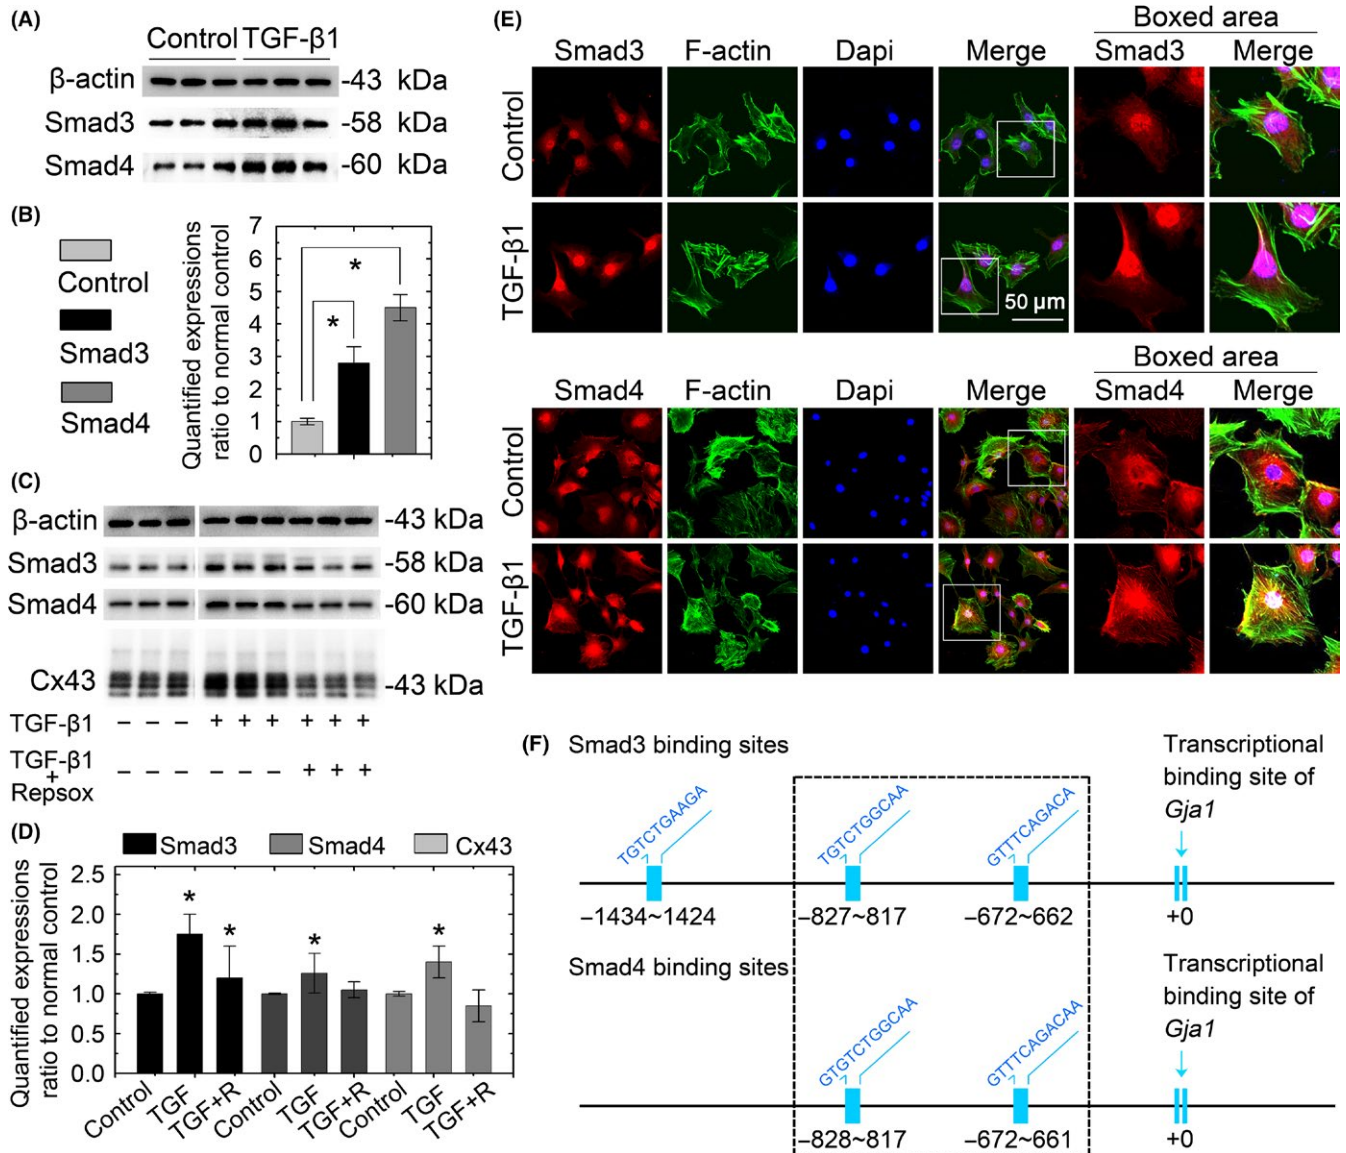 (A)
Control TGF-β1
β-actin -43 kDa
Smad3 -58 kDa
Smad4 -60 kDa
(B)
Control
Smad3
Smad4
Quantified expressions
ratio to normal control
7
6
5
4
3
2
1
0
*
*
(C)
β-actin -43 kDa
Smad3 -58 kDa
Smad4 -60 kDa
Cx43 -43 kDa
TGF-β1 − − − + + + + + +
TGF-β1
+
Repsox
− − − − − − + + +
(D)
Smad3 Smad4 Cx43
Quantified expressions
ratio to normal control
2.5
2.0
1.5
1.0
0.5
0.0
* * * *
Control TGF TGF+R Control TGF TGF+R Control TGF TGF+R
(E)
Boxed area
Smad3 F-actin Dapi Merge Smad3 Merge
Control
TGF-β1
50 µm
Boxed area
Smad4 F-actin Dapi Merge Smad4 Merge
Control
TGF-β1
(F)
Smad3 binding sites
Transcriptional
binding site of
Gja1
TGTCTGAAGA TGTCTGGCAA GTTTCAGACA
−1434~1424 −827~817 −672~662 +0
Smad4 binding sites
Transcriptional
binding site of
Gja1
GTGTCTGGCAA GTTTCAGACAA
−828~817 −672~661 +0